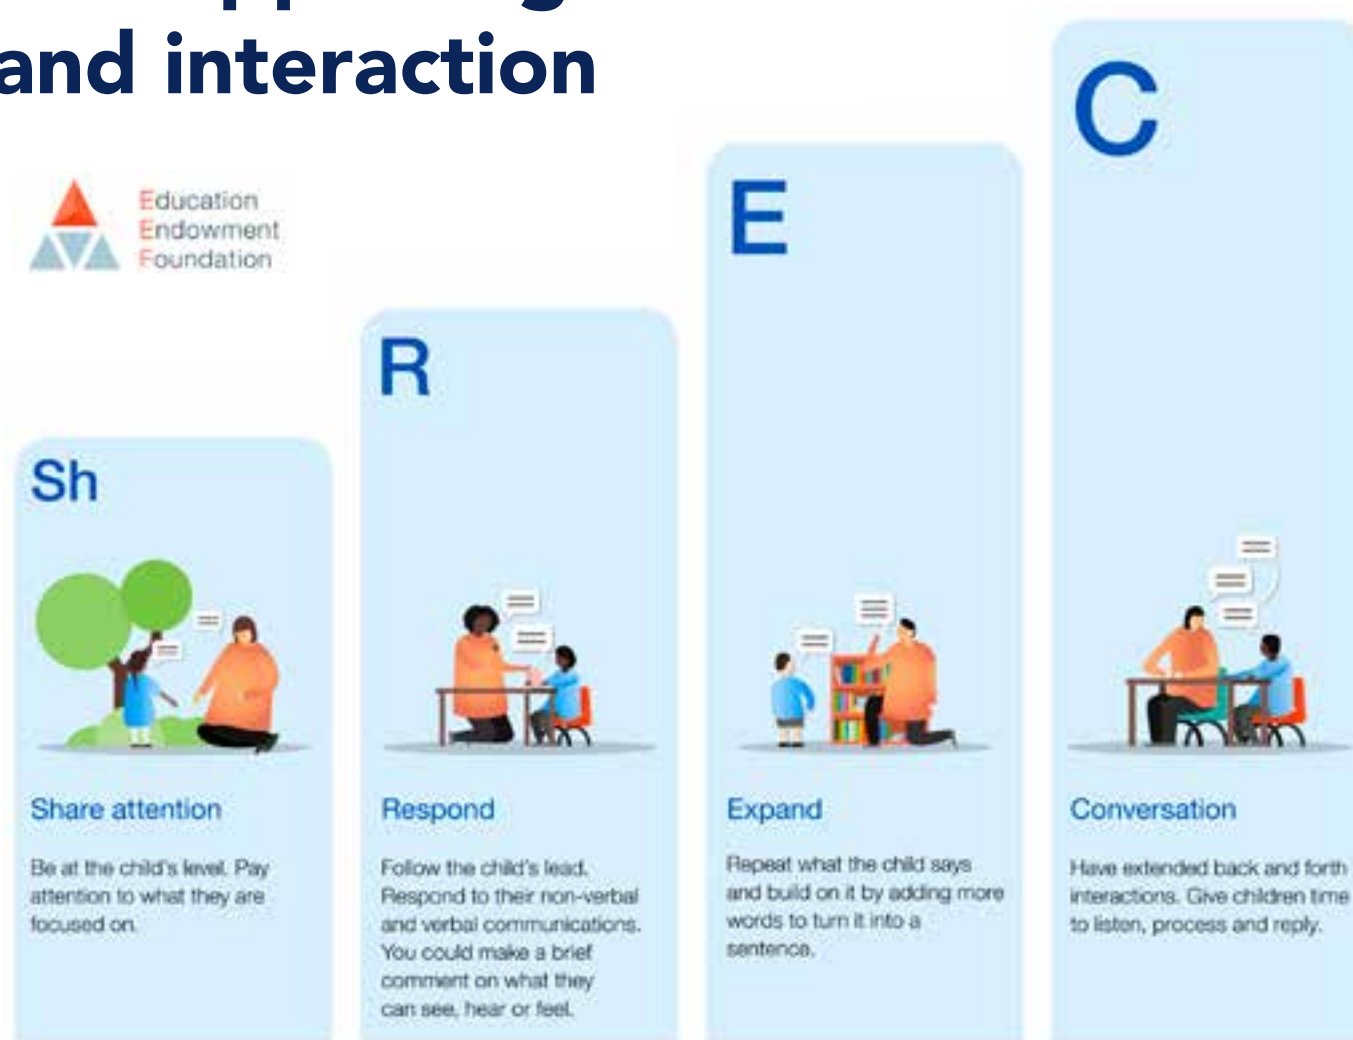 and interaction
Education
Endowment
Foundation
Sh
R
E
C
Share attention
Be at the child's level. Pay
attention to what they are
focused on.
Respond
Follow the child's lead.
Respond to their non-verbal
and verbal communications.
You could make a brief
comment on what they
can see, hear or feel.
Expand
Repeat what the child says
and build on it by adding more
words to turn it into a
sentence.
Conversation
Have extended back and forth
interactions. Give children time
to listen, process and reply.